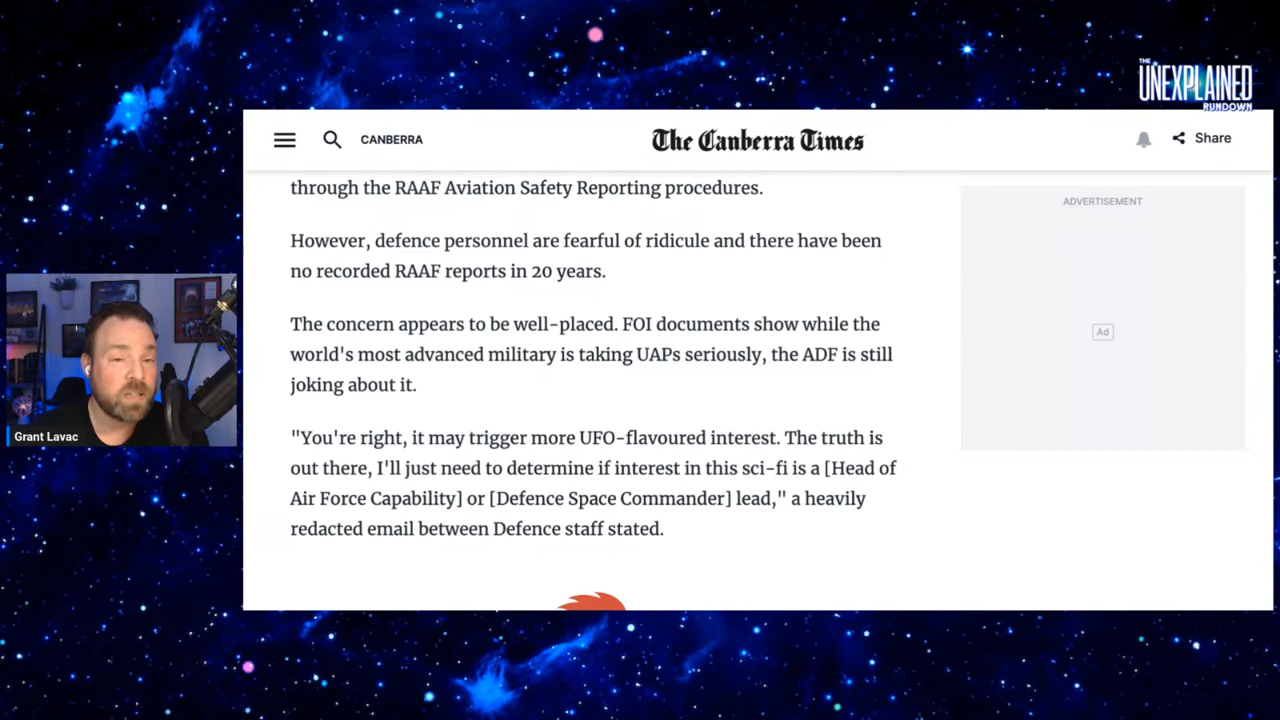 THE
UNEXPLAINED
RUNDOWN
CANBERRA
The Canberra Times
Share
through the RAAF Aviation Safety Reporting procedures.
However, defence personnel are fearful of ridicule and there have been
no recorded RAAF reports in 20 years.
The concern appears to be well-placed. FOI documents show while the
world's most advanced military is taking UAPs seriously, the ADF is still
joking about it.
"You're right, it may trigger more UFO-flavoured interest. The truth is
out there, I'll just need to determine if interest in this sci-fi is a [Head of
Air Force Capability] or [Defence Space Commander] lead," a heavily
redacted email between Defence staff stated.
ADVERTISEMENT
Ad
Grant Lavac